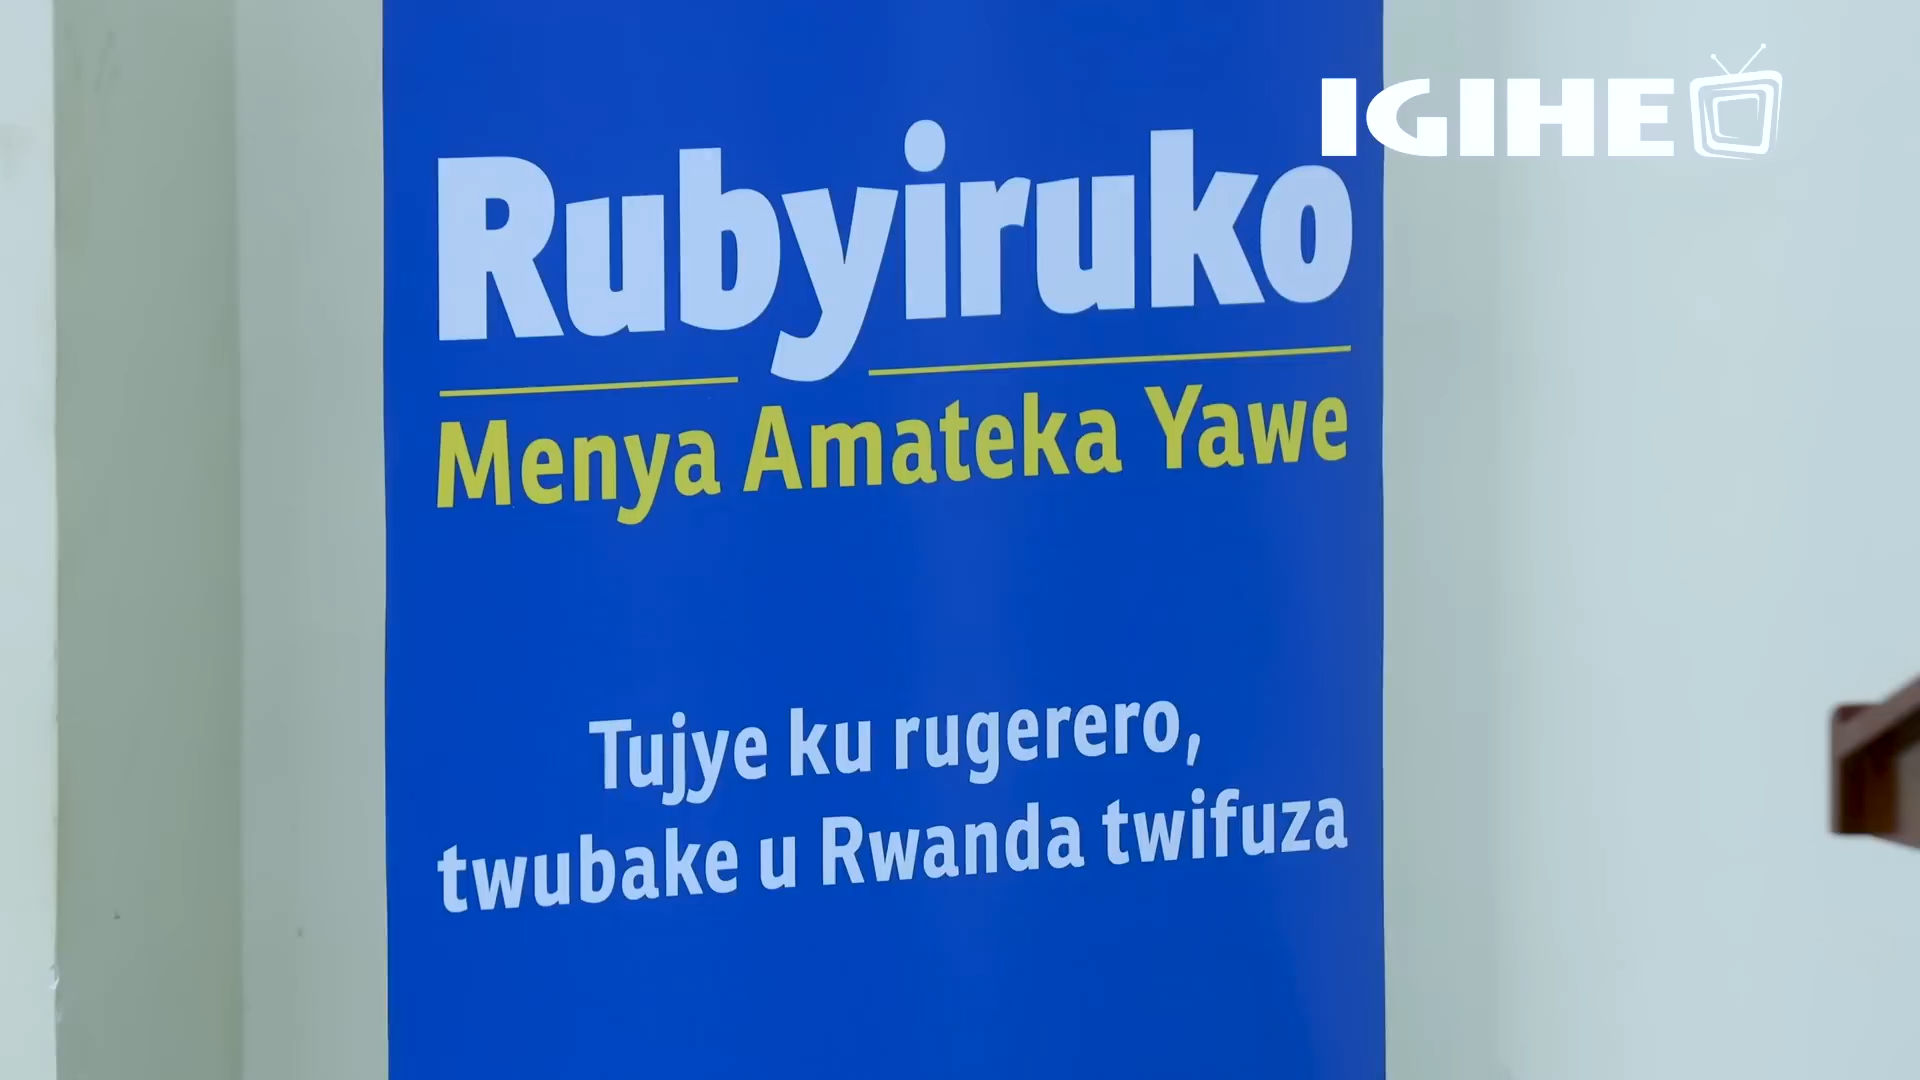 IGIHE
Rubyiruko
Menya Amateka Yawe
Tujye ku rugerero,
twubake u Rwanda twifuza